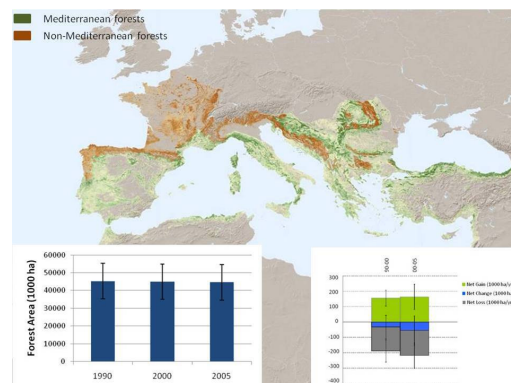 Mediterranean forests
Non-Mediterranean forests
Forest Area (1000 ha)
60000
50000
40000
30000
20000
10000
0
1990 2000 2005
90-00 00-05
300
200
100
0
-100
-200
-300
-400
Net Gain (1000 ha/y
Net Change (1000 ha/y
Net Loss (1000 ha/y